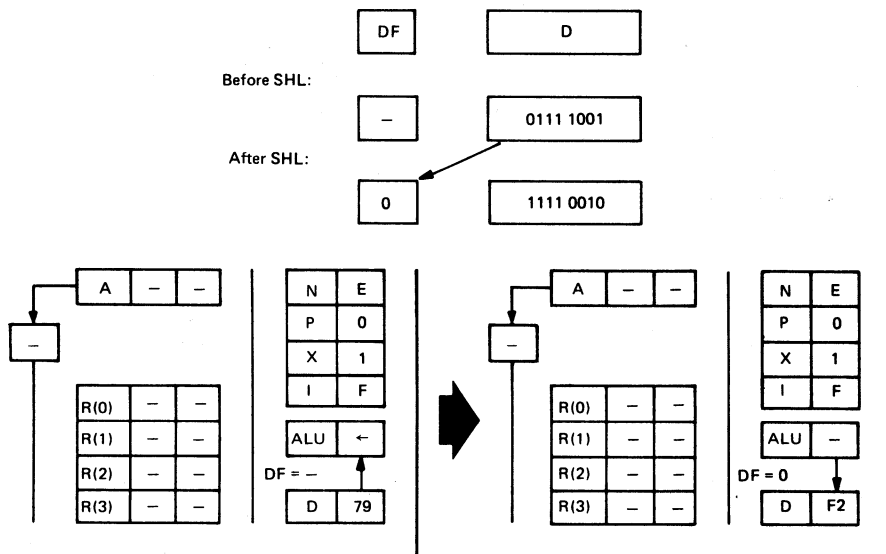 DF D
Before SHL:
– 0111 1001
After SHL:
0 1111 0010
A – –
–
R(0) – –
R(1) – –
R(2) – –
R(3) – –
N E
P 0
X 1
I F
ALU ←
DF = –
D 79
A – –
–
R(0) – –
R(1) – –
R(2) – –
R(3) – –
N E
P 0
X 1
I F
ALU –
DF = 0
D F2